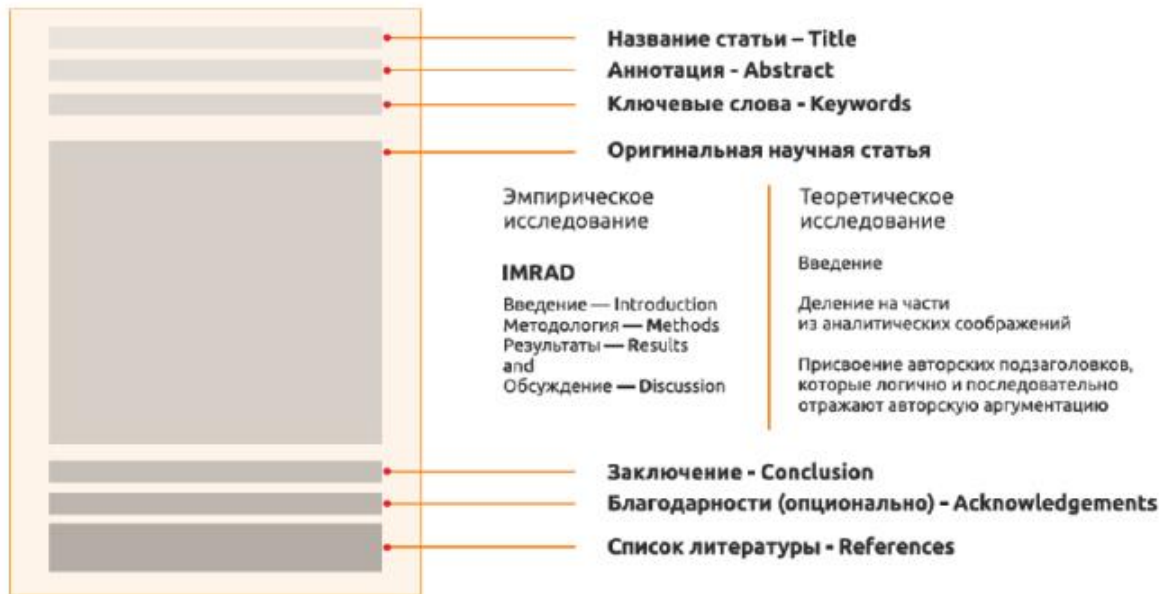 Название статьи – Title
Аннотация - Abstract
Ключевые слова - Keywords
Оригинальная научная статья
Эмпирическое
исследование
IMRAD
Введение — Introduction
Методология — Methods
Результаты — Results
and
Обсуждение — Discussion
Теоретическое
исследование
Введение
Деление на части
из аналитических соображений
Присвоение авторских подзаголовков,
которые логично и последовательно
отражают авторскую аргументацию
Заключение - Conclusion
Благодарности (опционально) - Acknowledgements
Список литературы - References